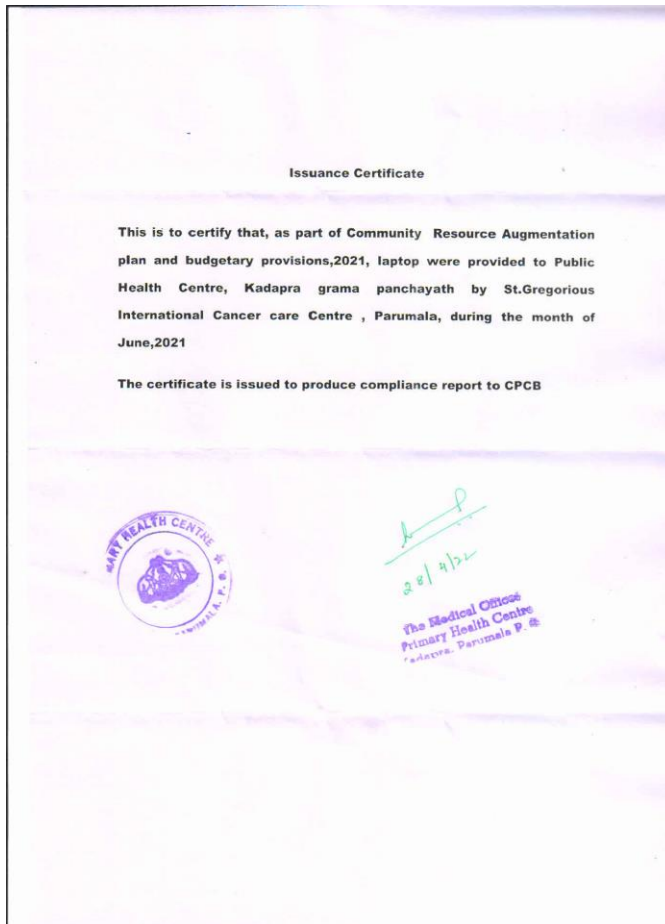 Issuance Certificate
This is to certify that, as part of Community Resource Augmentation
plan and budgetary provisions,2021, laptop were provided to Public
Health Centre, Kadapra grama panchayath by St.Gregorious
International Cancer care Centre , Parumala, during the month of
June,2021
The certificate is issued to produce compliance report to CPCB
MARY HEALTH CENTRE
P. O.
28/4/22
The Medical Officer
Primary Health Centre
Kadapra, Parumala P. O.